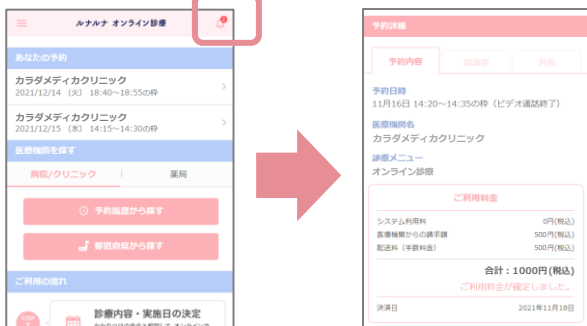 ルナルナ オンライン診療
あなたの予約
カラダメディカクリニック
2021/12/14 (火) 18:40~18:55の枠
カラダメディカクリニック
2021/12/15 (水) 14:15~14:30の枠
医療機関を探す
病院/クリニック
薬局
予約履歴から探す
都道府県から探す
ご利用の流れ
STEP
1
診療内容・実施日の決定
予約詳細
予約内容
問診票
時間
予約日時
11月16日 14:20~14:35の枠 (ビデオ通話終了)
医療機関名
カラダメディカクリニック
診療メニュー
オンライン診療
ご利用料金
システム利用料
0円(税込)
医療機関からの請求額
500円(税込)
配送料 (手数料含)
500円(税込)
合計:1000円(税込)
ご利用料金が確定しました。
決済日
2021年11月18日